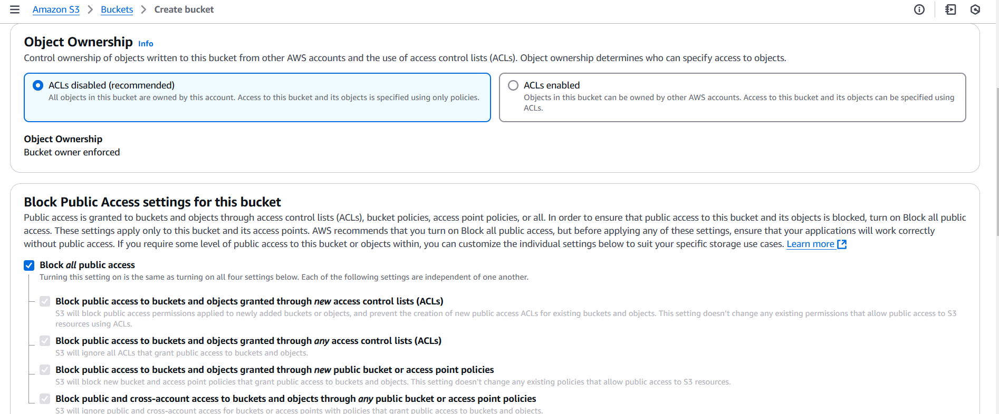 Amazon S3 > Buckets > Create bucket
Object Ownership Info
Control ownership of objects written to this bucket from other AWS accounts and the use of access control lists (ACLs). Object ownership determines who can specify access to objects.
ACLs disabled (recommended)
All objects in this bucket are owned by this account. Access to this bucket and its objects is specified using only policies.
ACLs enabled
Objects in this bucket can be owned by other AWS accounts. Access to this bucket and its objects can be specified using
ACLs.
Object Ownership
Bucket owner enforced
Block Public Access settings for this bucket
Public access is granted to buckets and objects through access control lists (ACLs), bucket policies, access point policies, or all. In order to ensure that public access to this bucket and its objects is blocked, turn on Block all public
access. These settings apply only to this bucket and its access points. AWS recommends that you turn on Block all public access, but before applying any of these settings, ensure that your applications will work correctly
without public access. If you require some level of public access to this bucket or objects within, you can customize the individual settings below to suit your specific storage use cases. Learn more
Block all public access
Turning this setting on is the same as turning on all four settings below. Each of the following settings are independent of one another.
Block public access to buckets and objects granted through new access control lists (ACLs)
S3 will block public access permissions applied to newly added buckets or objects, and prevent the creation of new public access ACLs for existing buckets and objects. This setting doesn't change any existing permissions that allow public access to S3
resources using ACLs.
Block public access to buckets and objects granted through any access control lists (ACLs)
S3 will ignore all ACLs that grant public access to buckets and objects.
Block public access to buckets and objects granted through new public bucket or access point policies
S3 will block new bucket and access point policies that grant public access to buckets and objects. This setting doesn't change any existing policies that allow public access to S3 resources.
Block public and cross-account access to buckets and objects through any public bucket or access point policies
S3 will ignore public and cross-account access for buckets or access points with policies that grant public access to buckets and objects.